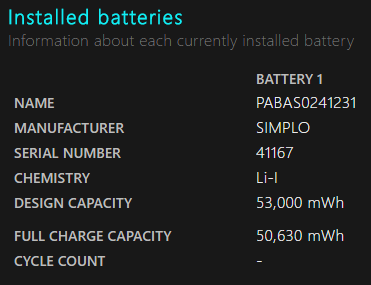 Installed batteries
Information about each currently installed battery
BATTERY 1
NAME PABAS0241231
MANUFACTURER SIMPLO
SERIAL NUMBER 41167
CHEMISTRY Li-I
DESIGN CAPACITY 53,000 mWh
FULL CHARGE CAPACITY 50,630 mWh
CYCLE COUNT -